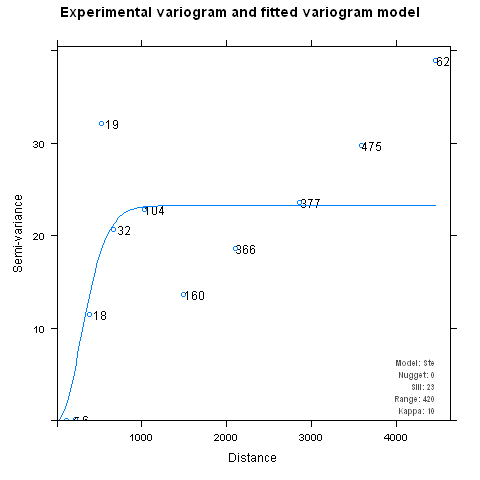 Experimental variogram and fitted variogram model
Semi-variance
30
20
10
1000
2000
3000
4000
Distance
62
19
475
377
104
32
366
160
18
Model: Ste
Nugget: 0
Sill: 23
Range: 420
Kappa: 10